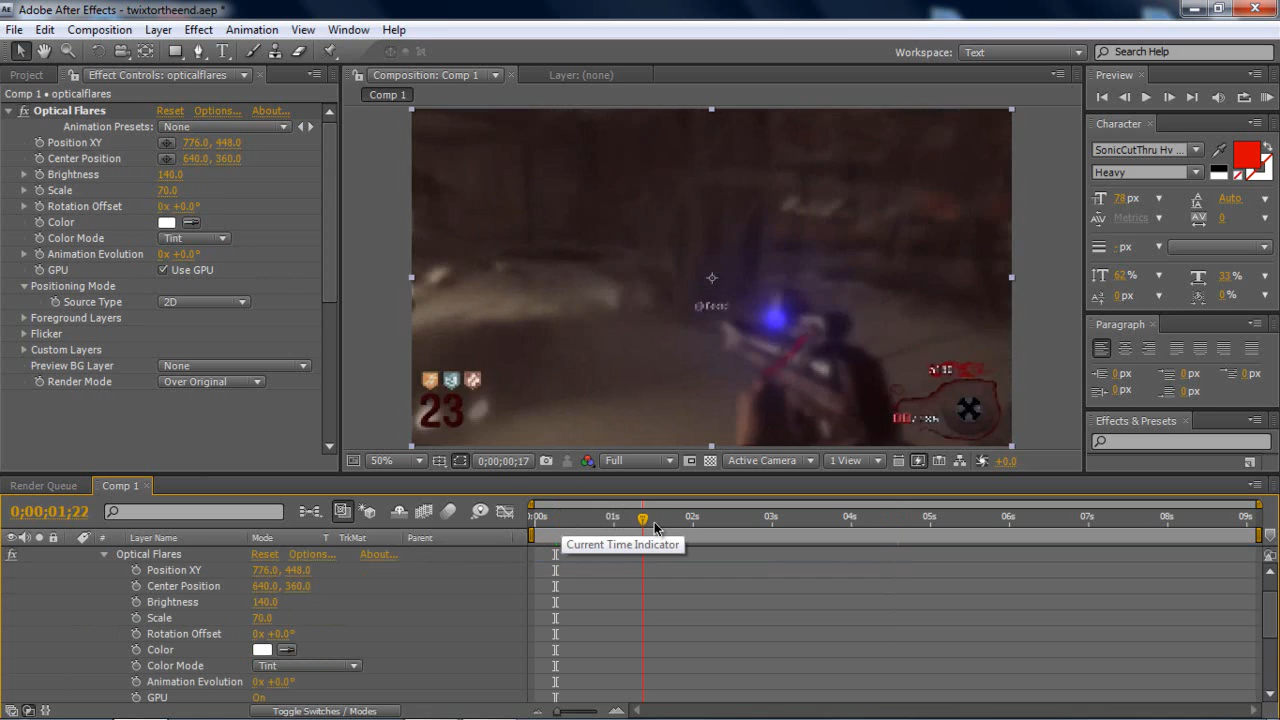 Adobe After Effects - twixtortheend.aep *
File Edit Composition Layer Effect Animation View Window Help
Workspace: Text Search Help
Project Effect Controls: opticalflares Composition: Comp 1 Layer: (none) Preview
Comp 1 • opticalflares
Comp 1
Optical Flares Reset Options... About...
Animation Presets: None
Position XY 776.0, 448.0
Center Position 640.0, 360.0
Brightness 140.0
Scale 70.0
Rotation Offset 0x +0.0°
Color
Color Mode Tint
Animation Evolution 0x +0.0°
GPU Use GPU
Positioning Mode
Source Type 2D
Foreground Layers
Flicker
Custom Layers
Preview BG Layer None
Render Mode Over Original
23
Character
SonicCutThru Hv ...
Heavy
78 px Auto
Metrics 0
- px
62 % 33 %
0 px 0 %
Paragraph
0 px 0 px 0 px
0 px 0 px
Effects & Presets
50% 0;00;00;17 Full Active Camera 1 View +0.0
Render Queue Comp 1
0;00;01;22
:00s 01s 02s 03s 04s 05s 06s 07s 08s 09s
# Layer Name Mode T TrkMat Parent
Current Time Indicator
Optical Flares Reset Options... About...
Position XY 776.0, 448.0
Center Position 640.0, 360.0
Brightness 140.0
Scale 70.0
Rotation Offset 0x +0.0°
Color
Color Mode Tint
Animation Evolution 0x +0.0°
GPU On
Toggle Switches / Modes